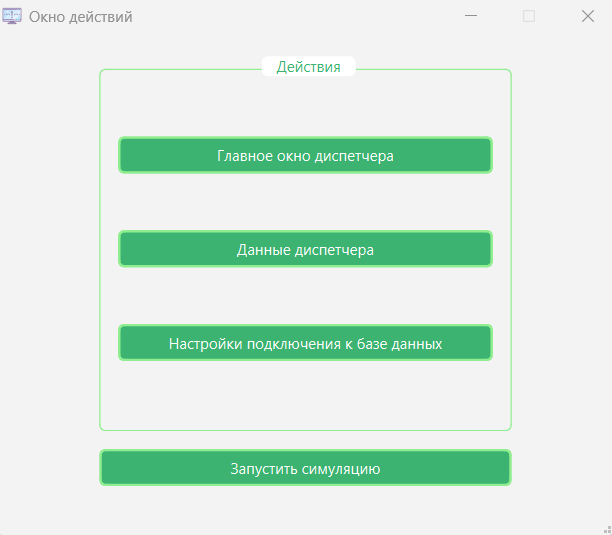 Окно действий
Действия
Главное окно диспетчера
Данные диспетчера
Настройки подключения к базе данных
Запустить симуляцию